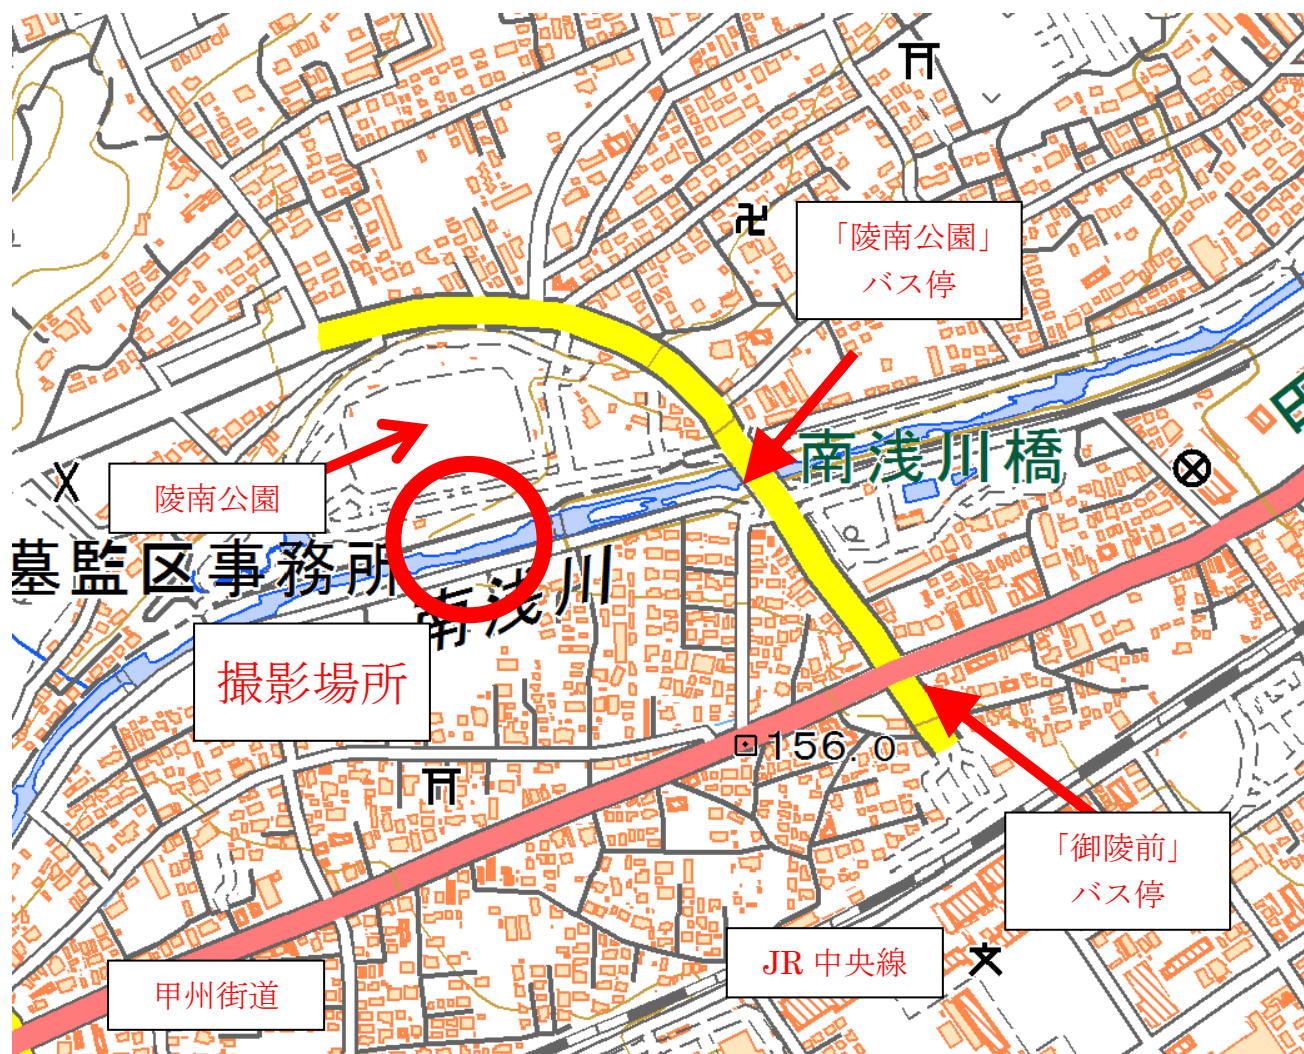 「陵南公園」
バス停
南浅川橋
陵南公園
墓監区事務所
南浅川
撮影場所
156.0
「御陵前」
バス停
JR 中央線
甲州街道